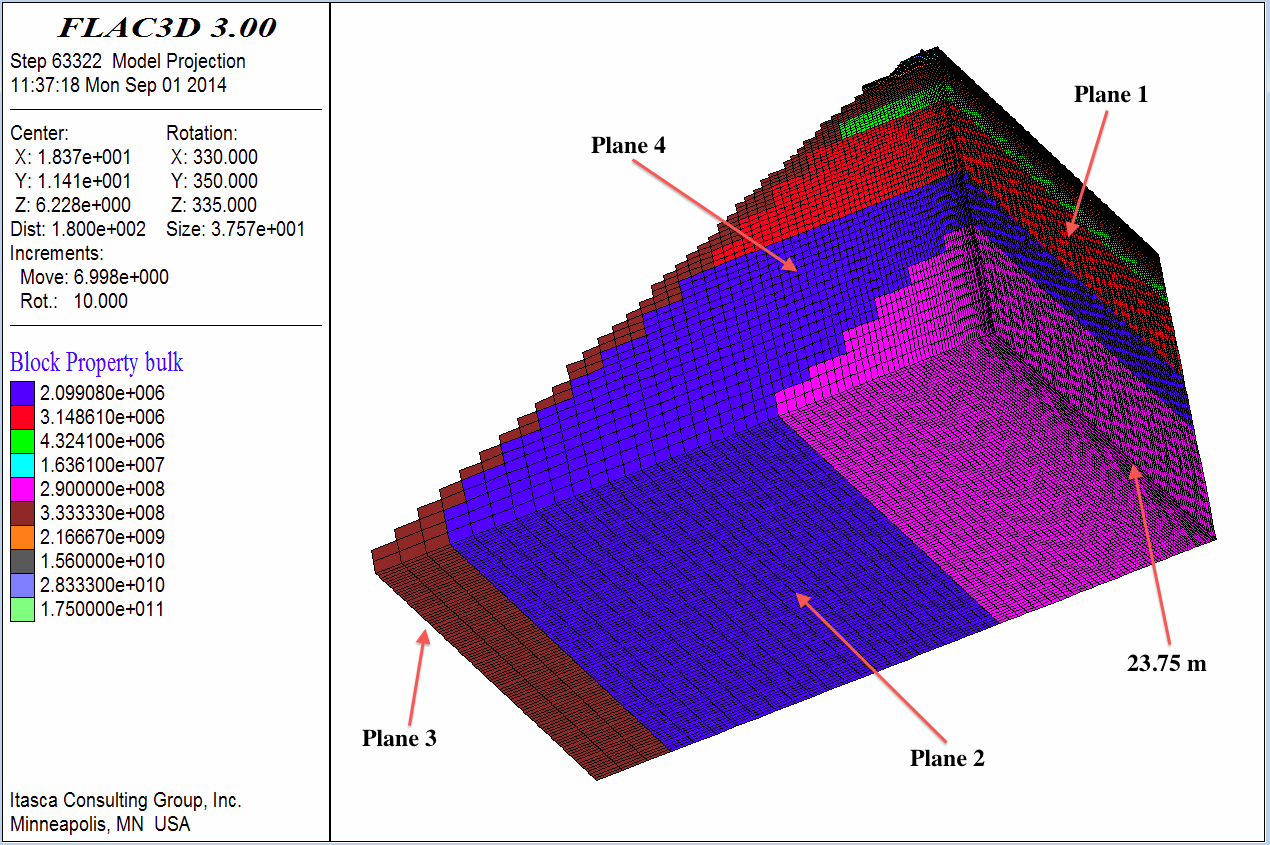 FLAC3D 3.00
Step 63322 Model Projection
11:37:18 Mon Sep 01 2014
Center: Rotation:
X: 1.837e+001 X: 330.000
Y: 1.141e+001 Y: 350.000
Z: 6.228e+000 Z: 335.000
Dist: 1.800e+002 Size: 3.757e+001
Increments:
Move: 6.998e+000
Rot.: 10.000
Block Property bulk
2.099080e+006
3.148610e+006
4.324100e+006
1.636100e+007
2.900000e+008
3.333330e+008
2.166670e+009
1.560000e+010
2.833300e+010
1.750000e+011
Itasca Consulting Group, Inc.
Minneapolis, MN USA
Plane 1
Plane 4
23.75 m
Plane 3
Plane 2